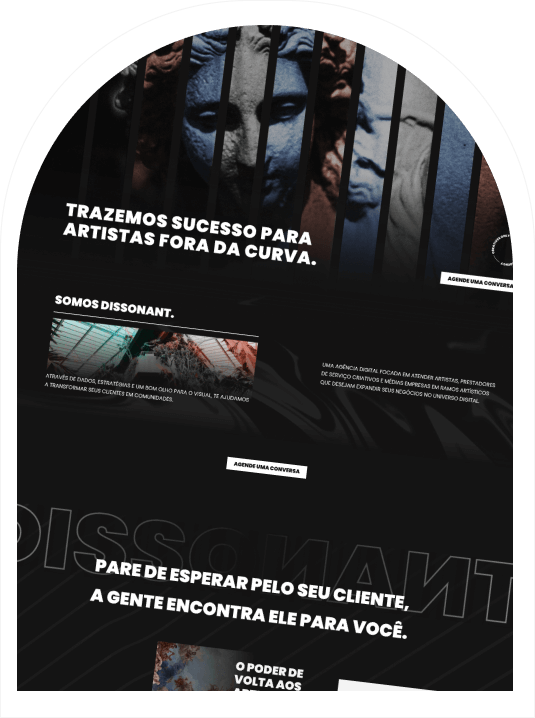 TRAZEMOS SUCESSO PARA
ARTISTAS FORA DA CURVA.
AGENDE UMA CONVERSA
SOMOS DISSONANT.
ATRAVÉS DE DADOS, ESTRATÉGIAS E UM BOM OLHO PARA O VISUAL, TE AJUDAMOS
A TRANSFORMAR SEUS CLIENTES EM COMUNIDADES.
UMA AGÊNCIA DIGITAL FOCADA EM ATENDER ARTISTAS, PRESTADORES
DE SERVIÇO CRIATIVOS E MÉDIAS EMPRESAS EM RAMOS ARTÍSTICOS
QUE DESEJAM EXPANDIR SEUS NEGÓCIOS NO UNIVERSO DIGITAL.
AGENDE UMA CONVERSA
DISSONANT
PARE DE ESPERAR PELO SEU CLIENTE,
A GENTE ENCONTRA ELE PARA VOCÊ.
O PODER DE
VOLTA AOS